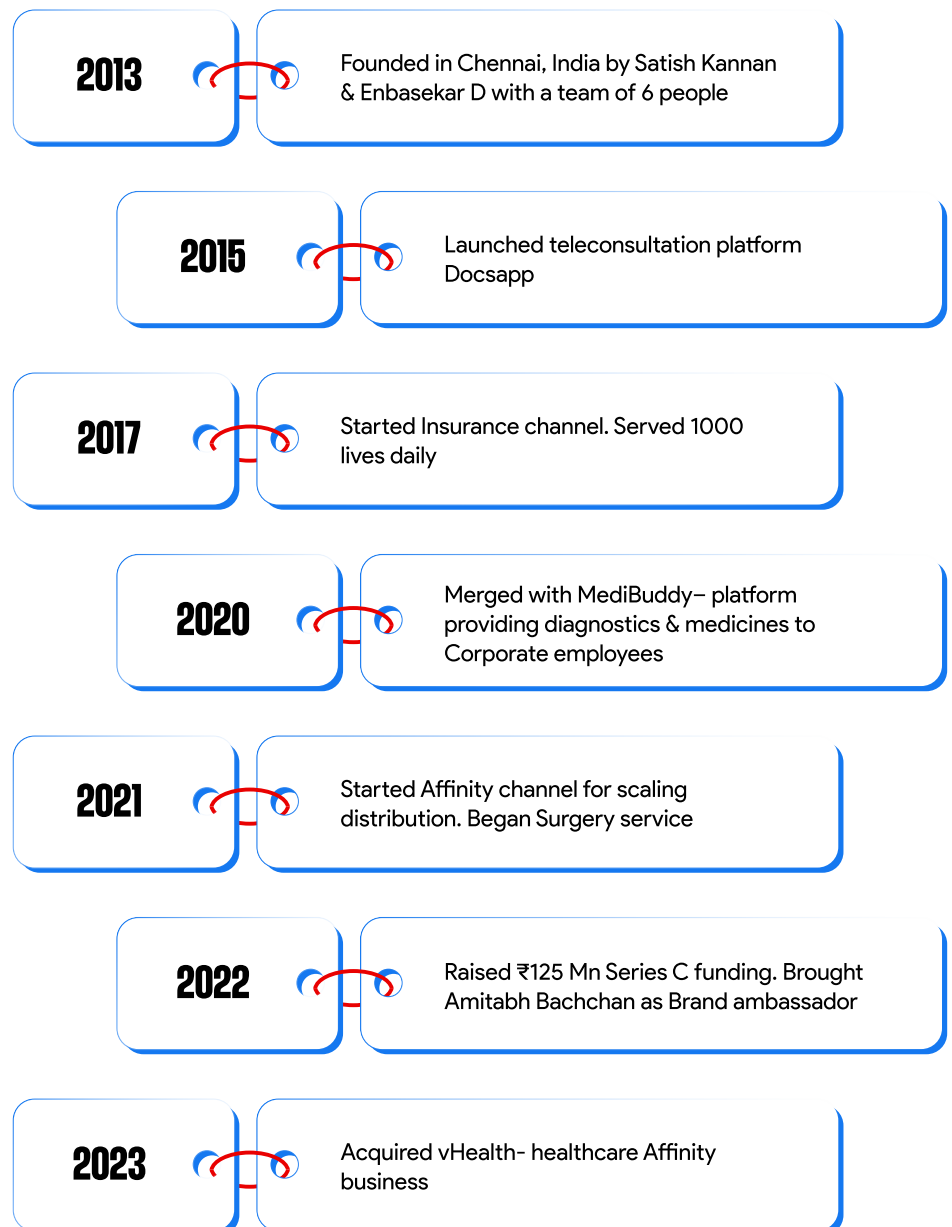 2013
Founded in Chennai, India by Satish Kannan
& Enbasekar D with a team of 6 people
2015
Launched teleconsultation platform
Docsapp
2017
Started Insurance channel. Served 1000
lives daily
2020
Merged with MediBuddy– platform
providing diagnostics & medicines to
Corporate employees
2021
Started Affinity channel for scaling
distribution. Began Surgery service
2022
Raised ₹125 Mn Series C funding. Brought
Amitabh Bachchan as Brand ambassador
2023
Acquired vHealth- healthcare Affinity
business